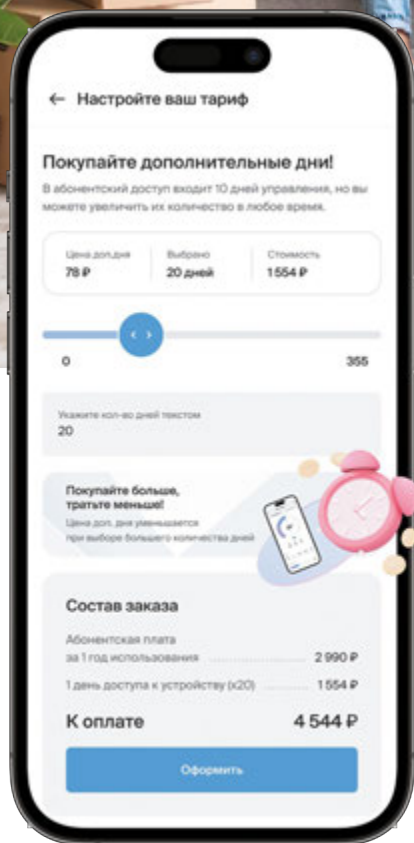 ← Настройте ваш тариф
Покупайте дополнительные дни!
В абонентский доступ входит 10 дней управления, но вы
можете увеличить их количество в любое время.
Цена доп.дня
Выбрано
Стоимость
78 ₽
20 дней
1 554 ₽
0
355
Укажите кол-во дней текстом
20
Покупайте больше,
тратьте меньше!
Цена доп. дня уменьшается
при выборе большего количества дней
Состав заказа
Абонентская плата
за 1 год использования ........ 2 990 ₽
1 день доступа к устройству (x20) ........ 1 554 ₽
К оплате 4 544 ₽
Оформить